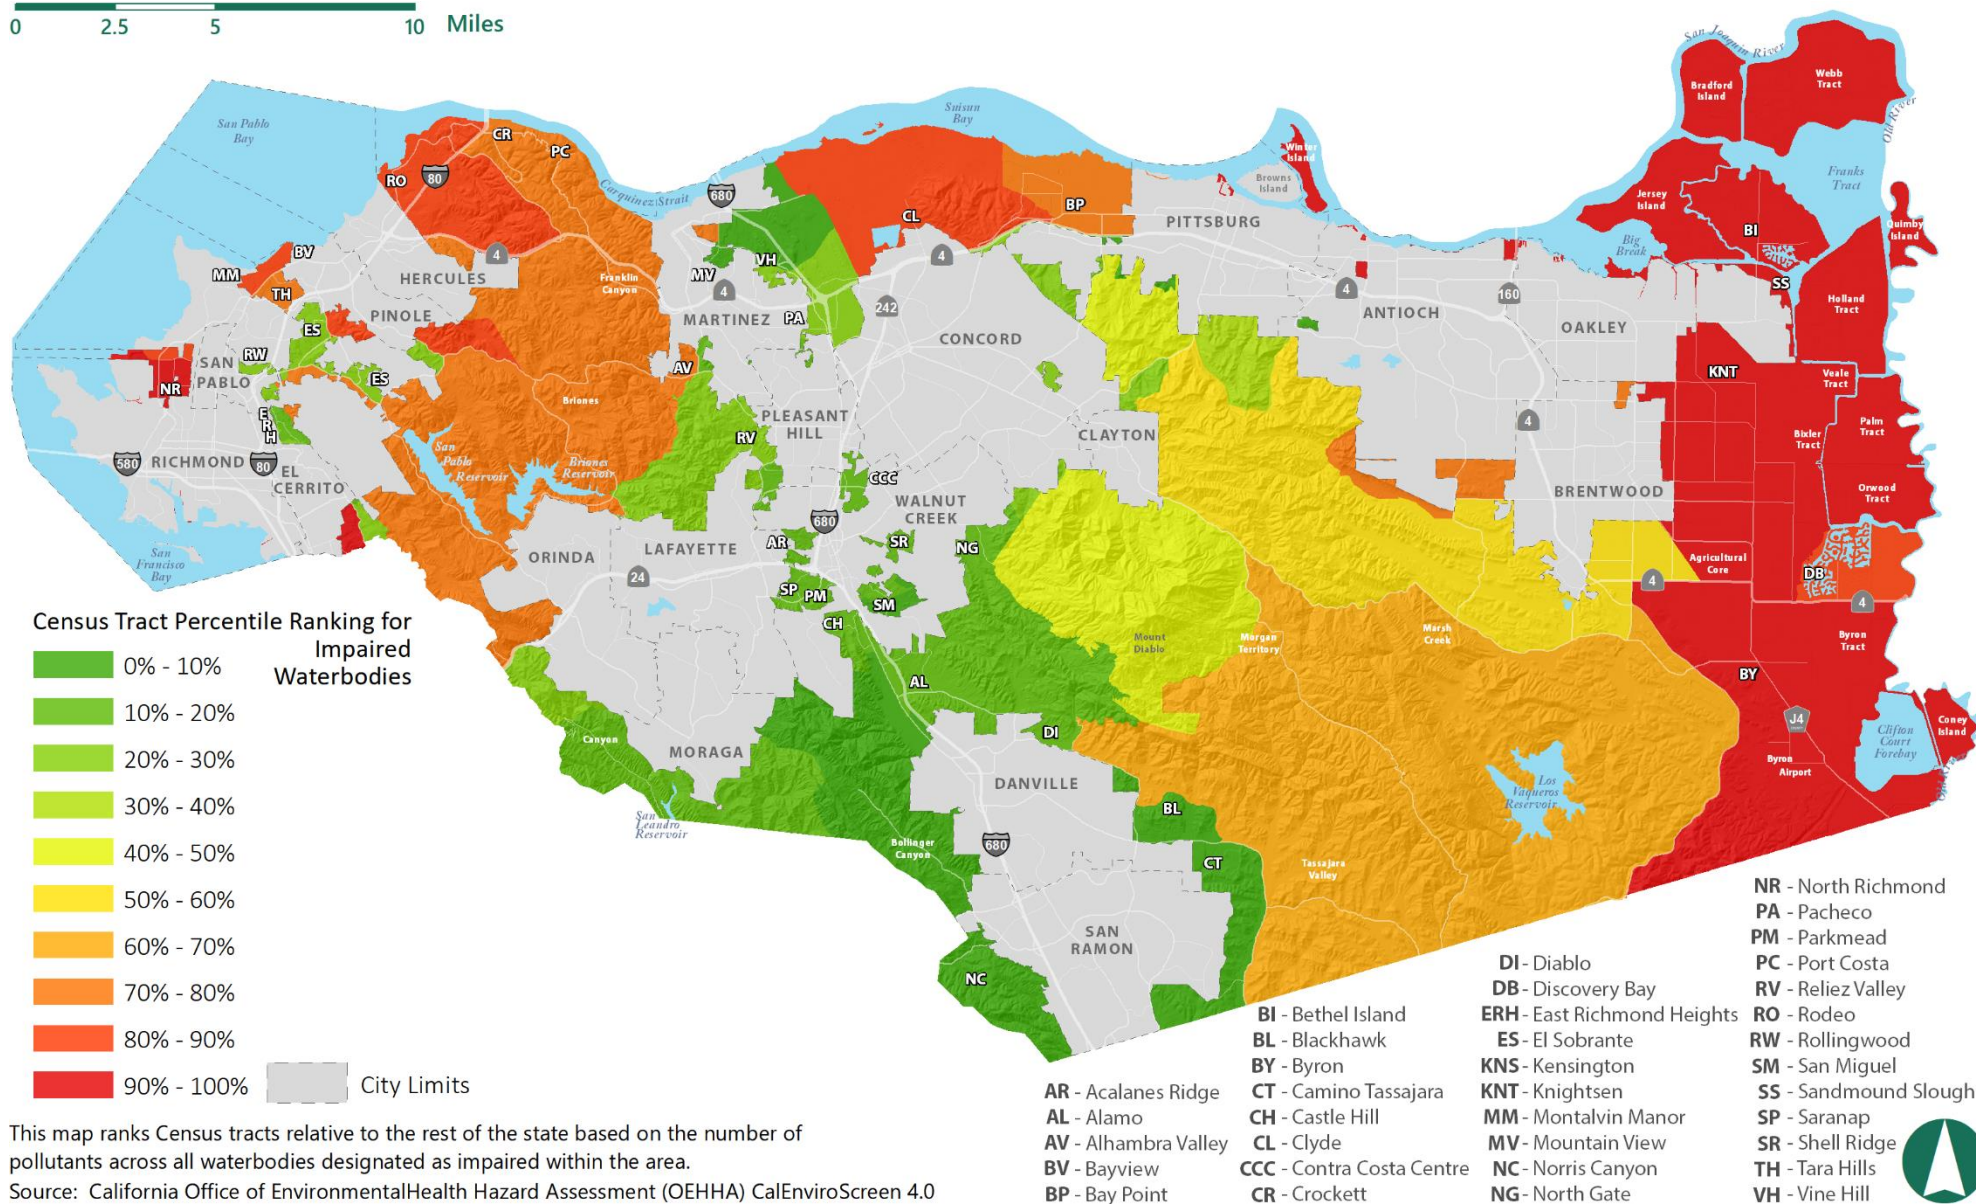 0 2.5 5 10 Miles
San Joaquin River
Webb
Tract
Bradford
Island
Old River
San Pablo
Bay
Suisun
Bay
CR
PC
RO
80
Carquinez Strait
680
Winter
Island
Browns
Island
Franks
Tract
Jersey
Island
BI
Quimby
Island
CL
BP
PITTSBURG
Big
Break
BV
MM
TH
HERCULES
4
Franklin
Canyon
MV
VH
4
4
SS
Holland
Tract
4
160
242
PINOLE
ES
MARTINEZ
PA
CONCORD
ANTIOCH
OAKLEY
RW
SAN
PABLO
NR
ES
AV
KNT
Veale
Tract
Briones
E
R
H
PLEASANT
HILL
RV
CLAYTON
4
Palm
Tract
Bixler
Tract
580
RICHMOND
80
EL
CERRITO
San
Pablo
Reservoir
Briones
Reservoir
CCC
WALNUT
CREEK
BRENTWOOD
Orwood
Tract
680
San
Francisco
Bay
ORINDA
LAFAYETTE
AR
SR
NG
Agricultural
Core
24
SP
PM
SM
DB
4
4
CH
Mount
Diablo
Morgan
Territory
Marsh
Creek
Byron
Tract
AL
BY
DI
J4
Coney
Island
Clifton
Court
Forebay
Canyon
MORAGA
DANVILLE
Byron
Airport
Los
Vaqueros
Reservoir
San
Leandro
Reservoir
BL
Bollinger
Canyon
680
CT
Tassajara
Valley
SAN
RAMON
NC
Census Tract Percentile Ranking for
Impaired
Waterbodies
0% - 10%
10% - 20%
20% - 30%
30% - 40%
40% - 50%
50% - 60%
60% - 70%
70% - 80%
80% - 90%
90% - 100%
City Limits
AR - Acalanes Ridge
AL - Alamo
AV - Alhambra Valley
BV - Bayview
BP - Bay Point
BI - Bethel Island
BL - Blackhawk
BY - Byron
CT - Camino Tassajara
CH - Castle Hill
CL - Clyde
CCC - Contra Costa Centre
CR - Crockett
DI - Diablo
DB - Discovery Bay
ERH - East Richmond Heights
ES - El Sobrante
KNS - Kensington
KNT - Knightsen
MM - Montalvin Manor
MV - Mountain View
NC - Norris Canyon
NG - North Gate
NR - North Richmond
PA - Pacheco
PM - Parkmead
PC - Port Costa
RV - Reliez Valley
RO - Rodeo
RW - Rollingwood
SM - San Miguel
SS - Sandmound Slough
SP - Saranap
SR - Shell Ridge
TH - Tara Hills
VH - Vine Hill
This map ranks Census tracts relative to the rest of the state based on the number of
pollutants across all waterbodies designated as impaired within the area.
Source: California Office of EnvironmentalHealth Hazard Assessment (OEHHA) CalEnviroScreen 4.0